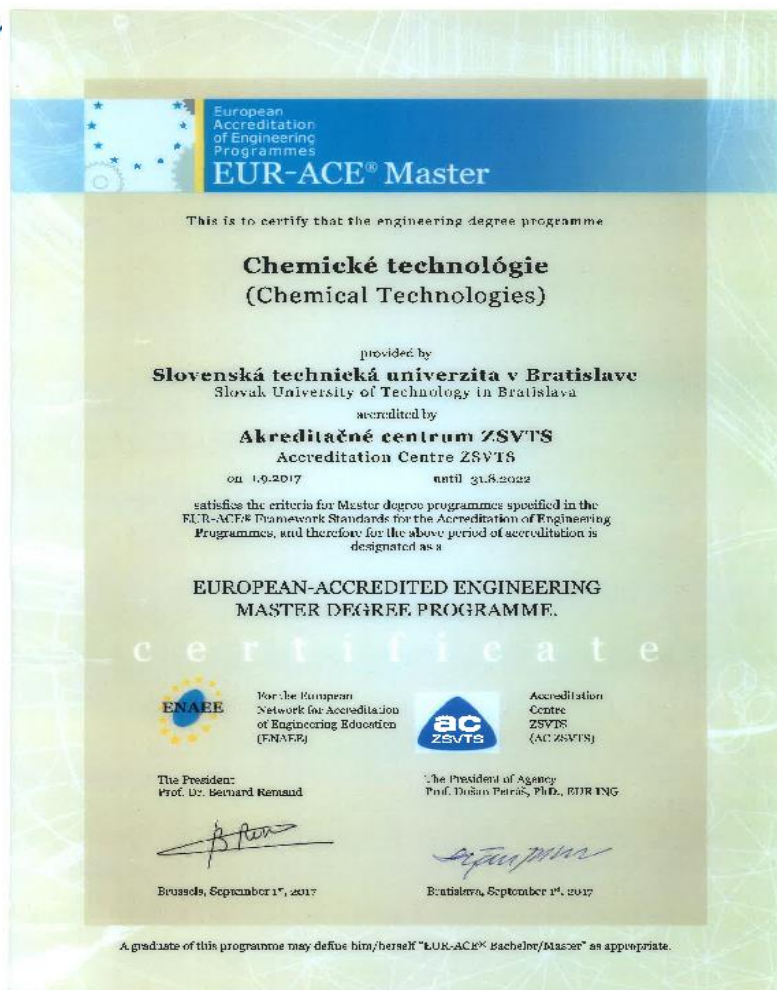 European
Accreditation
of Engineering
Programmes
EUR-ACE® Master
This is to certify that the engineering degree programme
Chemické technológie
(Chemical Technologies)
provided by
Slovenská technická univerzita v Bratislave
Slovak University of Technology in Bratislava
accredited by
Akreditačné centrum ZSVTS
Accreditation Centre ZSVTS
on 1.9.2017 until 31.8.2022
satisfies the criteria for Master degree programmes specified in the
EUR-ACE® Framework Standards for the Accreditation of Engineering
Programmes, and therefore for the above period of accreditation is
designated as a
EUROPEAN-ACCREDITED ENGINEERING
MASTER DEGREE PROGRAMME.
certificate
ENAEE
For the European
Network for Accreditation
of Engineering Education
(ENAEE)
ac
ZSVTS
Accreditation
Centre
ZSVTS
(AC ZSVTS)
The President
Prof. Dr. Bernard Remaud
The President of Agency
Prof. Dušan Petráš, PhD., EUR ING
Brussels, September 1st, 2017
Bratislava, September 1st, 2017
A graduate of this programme may define him/herself "EUR-ACE® Bachelor/Master" as appropriate.